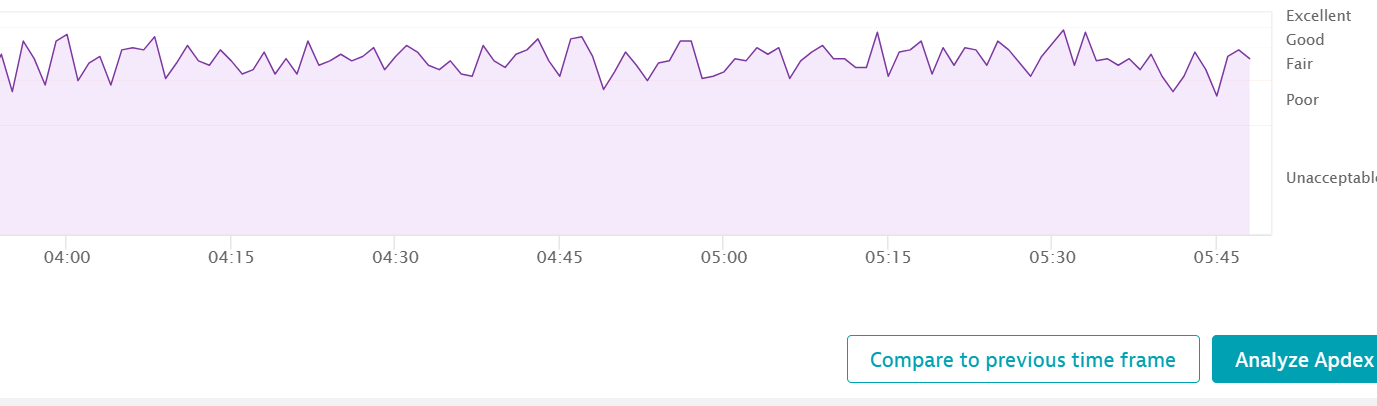 Excellent
Good
Fair
Poor
Unacceptable
04:00 04:15 04:30 04:45 05:00 05:15 05:30 05:45
Compare to previous time frame
Analyze Apdex